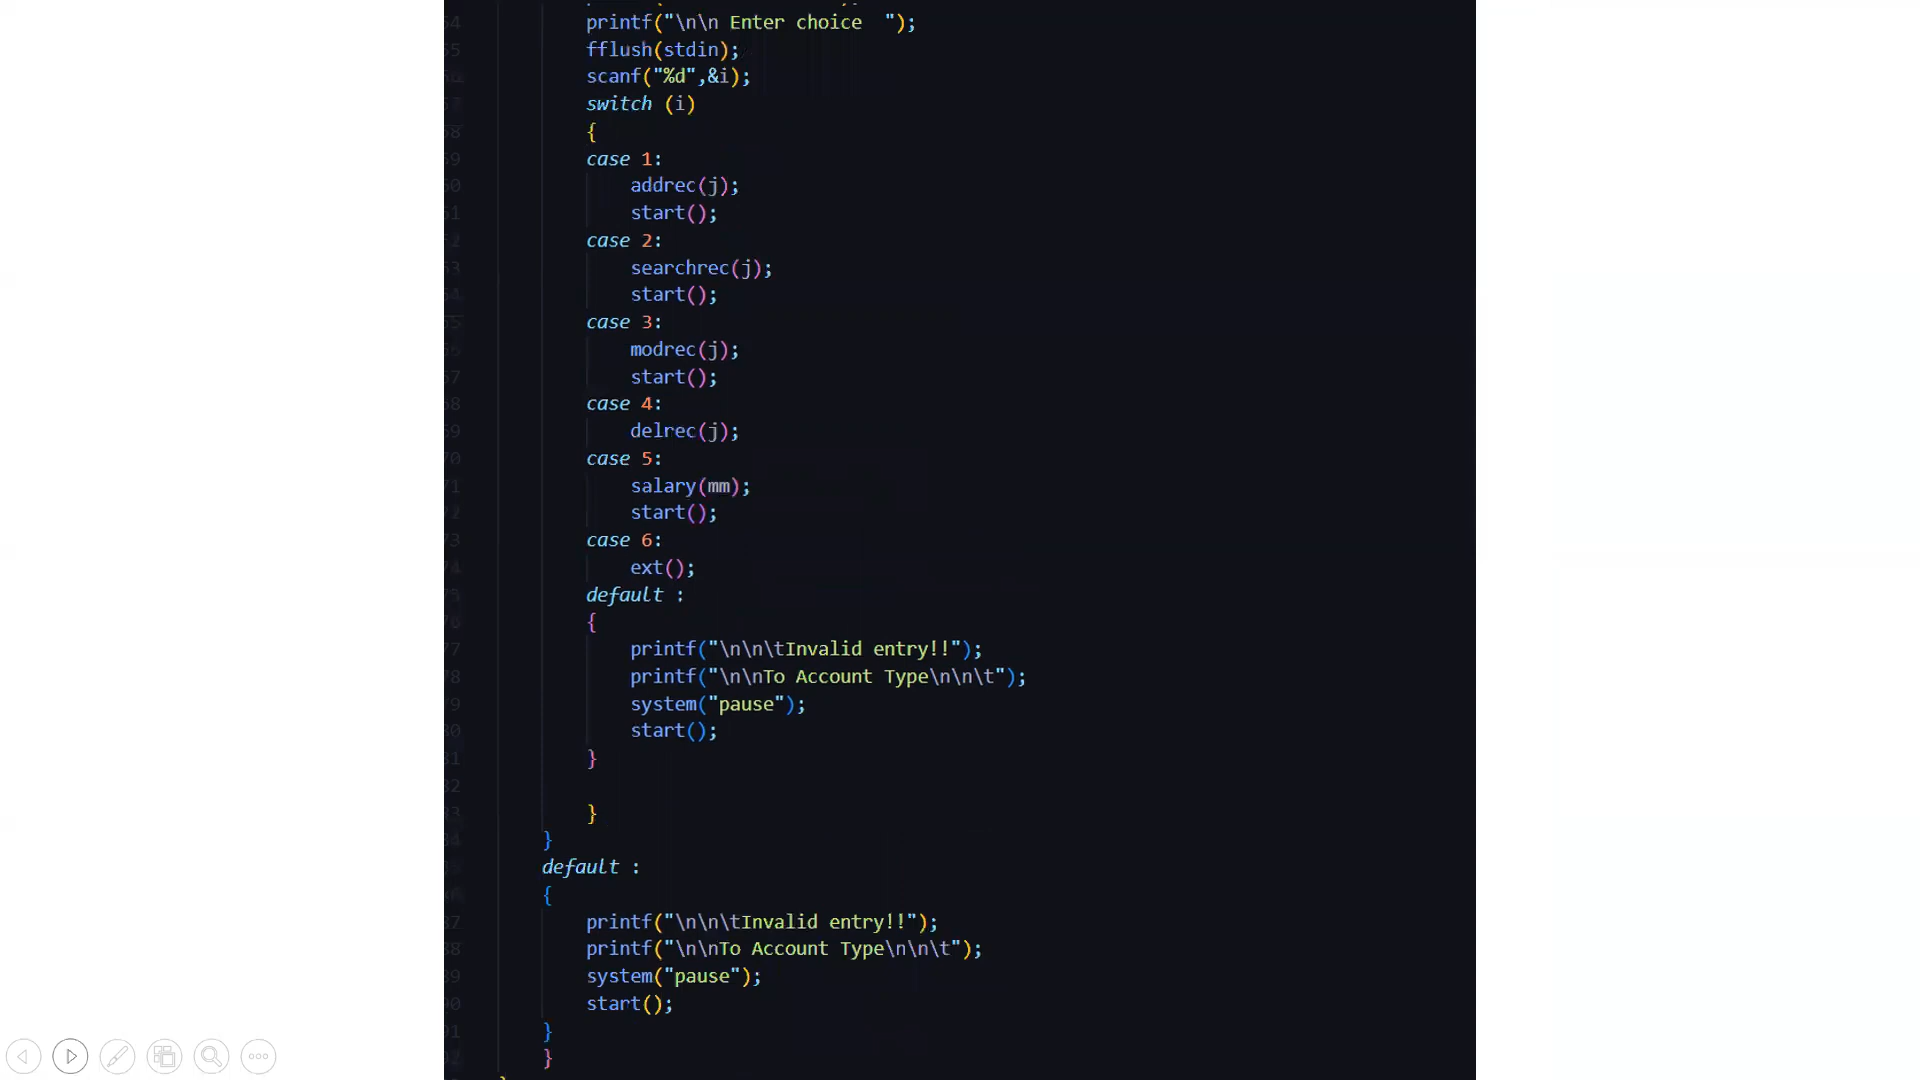 printf("\n\n Enter choice  ");
fflush(stdin);
scanf("%d",&i);
switch (i)
{
case 1:
addrec(j);
start();
case 2:
searchrec(j);
start();
case 3:
modrec(j);
start();
case 4:
delrec(j);
case 5:
salary(mm);
start();
case 6:
ext();
default :
{
printf("\n\n\tInvalid entry!!");
printf("\n\nTo Account Type\n\n\t");
system("pause");
start();
}
}
}
default :
{
printf("\n\n\tInvalid entry!!");
printf("\n\nTo Account Type\n\n\t");
system("pause");
start();
}
}